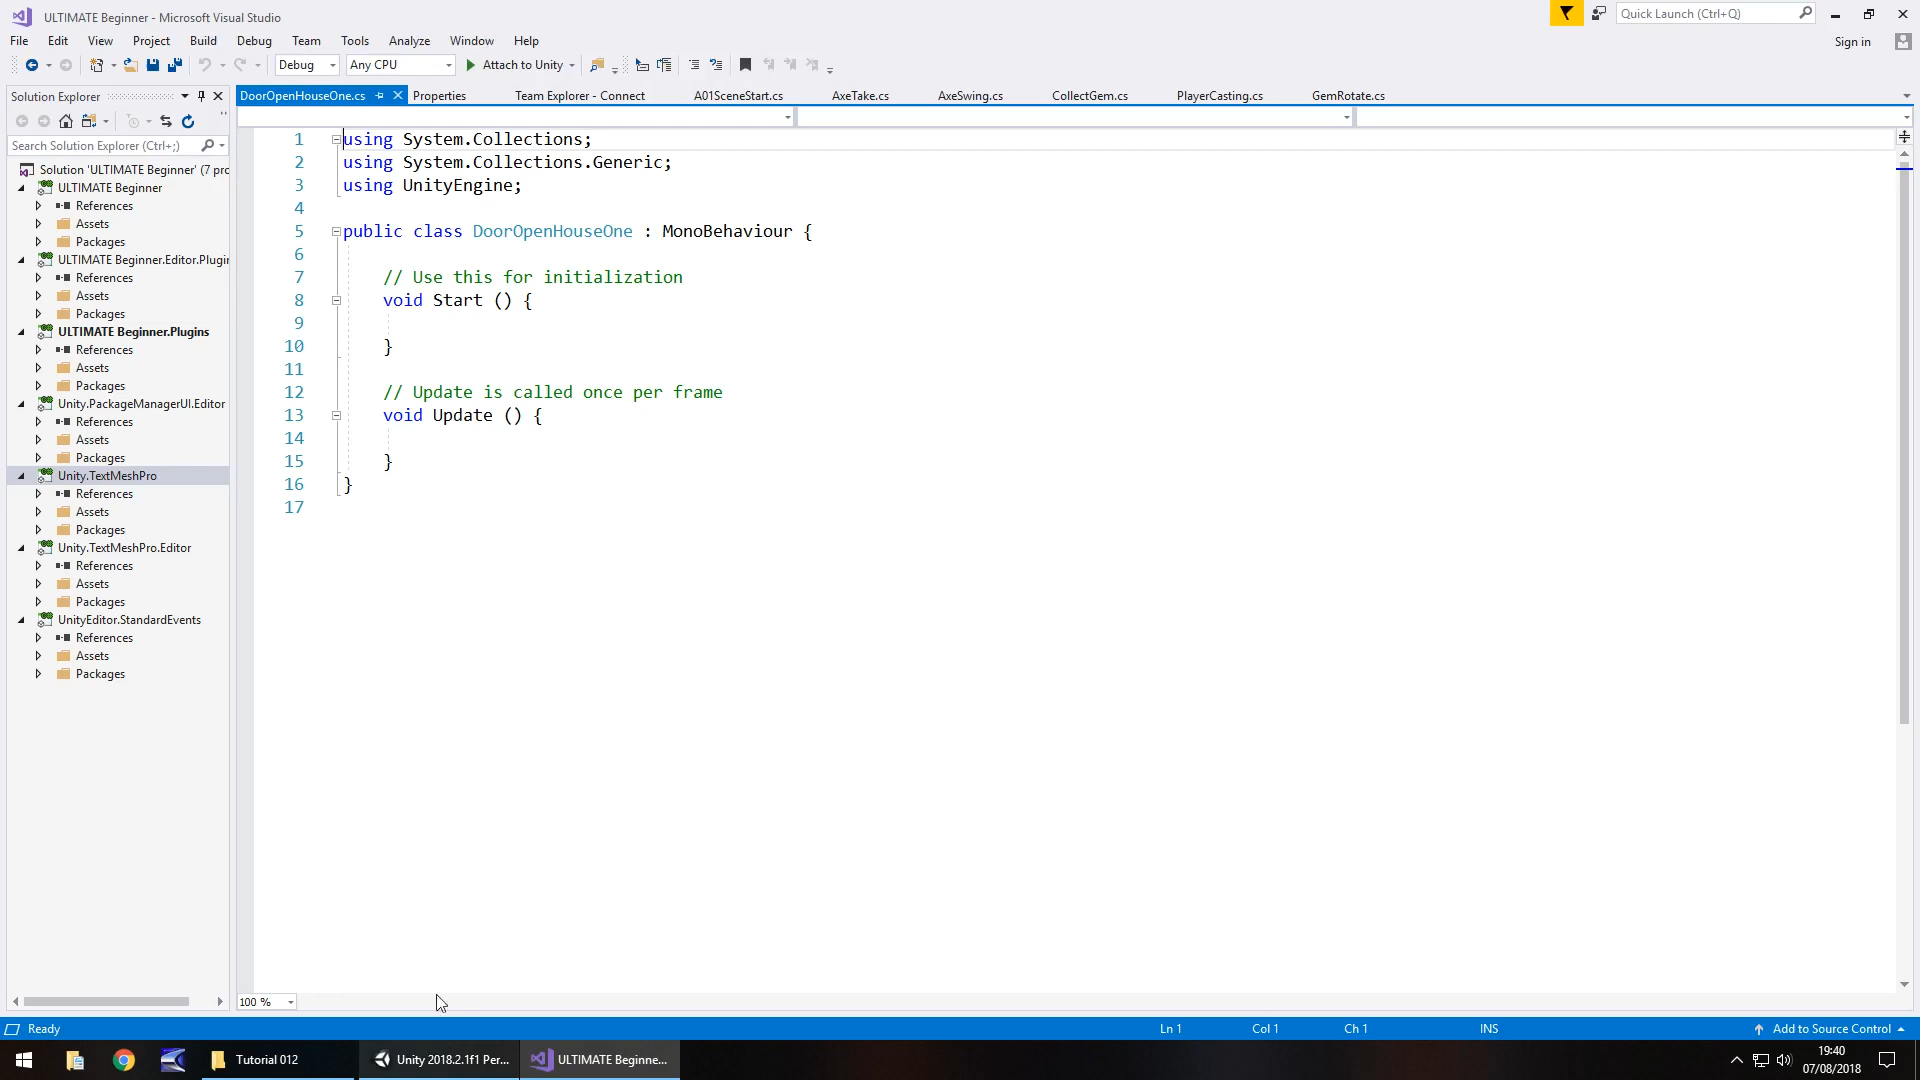 ULTIMATE Beginner - Microsoft Visual Studio
Quick Launch (Ctrl+Q)
File Edit View Project Build Debug Team Tools Analyze Window Help
Sign in
Debug Any CPU Attach to Unity
Solution Explorer
DoorOpenHouseOne.cs Properties Team Explorer - Connect A01SceneStart.cs AxeTake.cs AxeSwing.cs CollectGem.cs PlayerCasting.cs GemRotate.cs
Search Solution Explorer (Ctrl+;)
Solution 'ULTIMATE Beginner' (7 pro
ULTIMATE Beginner
References
Assets
Packages
ULTIMATE Beginner.Editor.Plugin
References
Assets
Packages
ULTIMATE Beginner.Plugins
References
Assets
Packages
Unity.PackageManagerUI.Editor
References
Assets
Packages
Unity.TextMeshPro
References
Assets
Packages
Unity.TextMeshPro.Editor
References
Assets
Packages
UnityEditor.StandardEvents
References
Assets
Packages
1 using System.Collections;
2 using System.Collections.Generic;
3 using UnityEngine;
4
5 public class DoorOpenHouseOne : MonoBehaviour {
6
7 // Use this for initialization
8 void Start () {
9
10 }
11
12 // Update is called once per frame
13 void Update () {
14
15 }
16 }
17
100 %
Ready Ln 1 Col 1 Ch 1 INS Add to Source Control
Tutorial 012 Unity 2018.2.1f1 Per... ULTIMATE Beginne...
19:40
07/08/2018